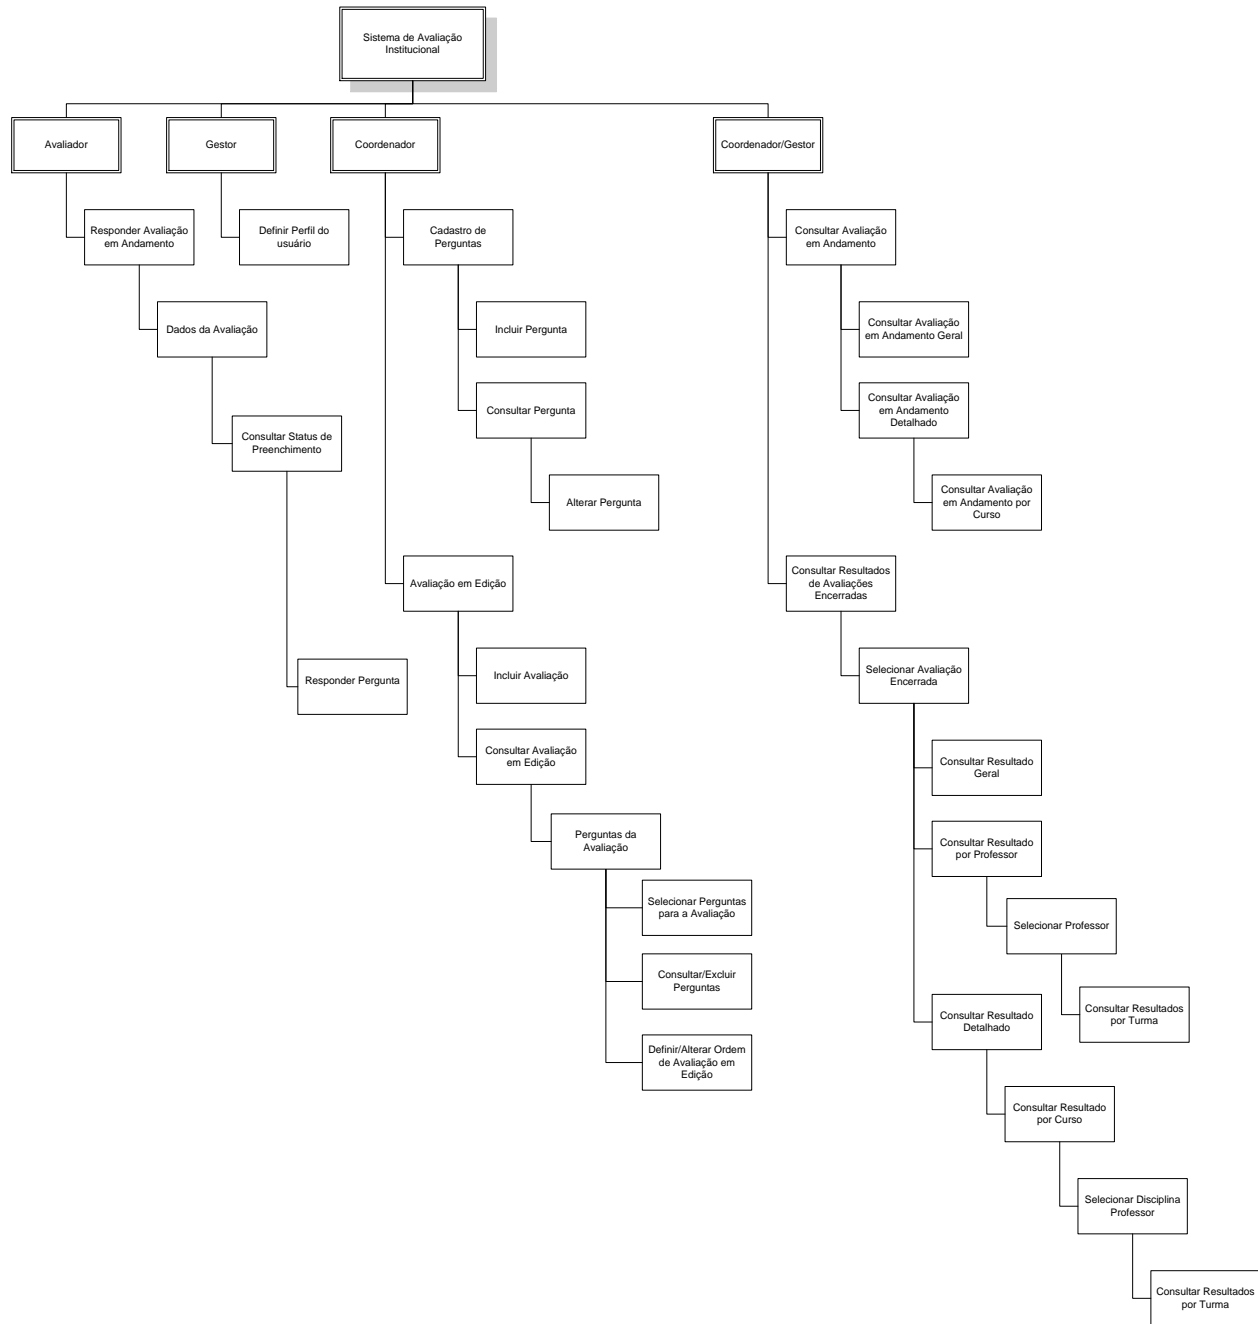 Sistema de Avaliação
Institucional
Avaliador
Gestor
Coordenador
Coordenador/Gestor
Responder Avaliação
em Andamento
Dados da Avaliação
Consultar Status de
Preenchimento
Responder Pergunta
Definir Perfil do
usuário
Cadastro de
Perguntas
Incluir Pergunta
Consultar Pergunta
Alterar Pergunta
Avaliação em Edição
Incluir Avaliação
Consultar Avaliação
em Edição
Perguntas da
Avaliação
Selecionar Perguntas
para a Avaliação
Consultar/Excluir
Perguntas
Definir/Alterar Ordem
de Avaliação em
Edição
Consultar Avaliação
em Andamento
Consultar Avaliação
em Andamento Geral
Consultar Avaliação
em Andamento
Detalhado
Consultar Avaliação
em Andamento por
Curso
Consultar Resultados
de Avaliações
Encerradas
Selecionar Avaliação
Encerrada
Consultar Resultado
Geral
Consultar Resultado
por Professor
Selecionar Professor
Consultar Resultados
por Turma
Consultar Resultado
Detalhado
Consultar Resultado
por Curso
Selecionar Disciplina
Professor
Consultar Resultados
por Turma